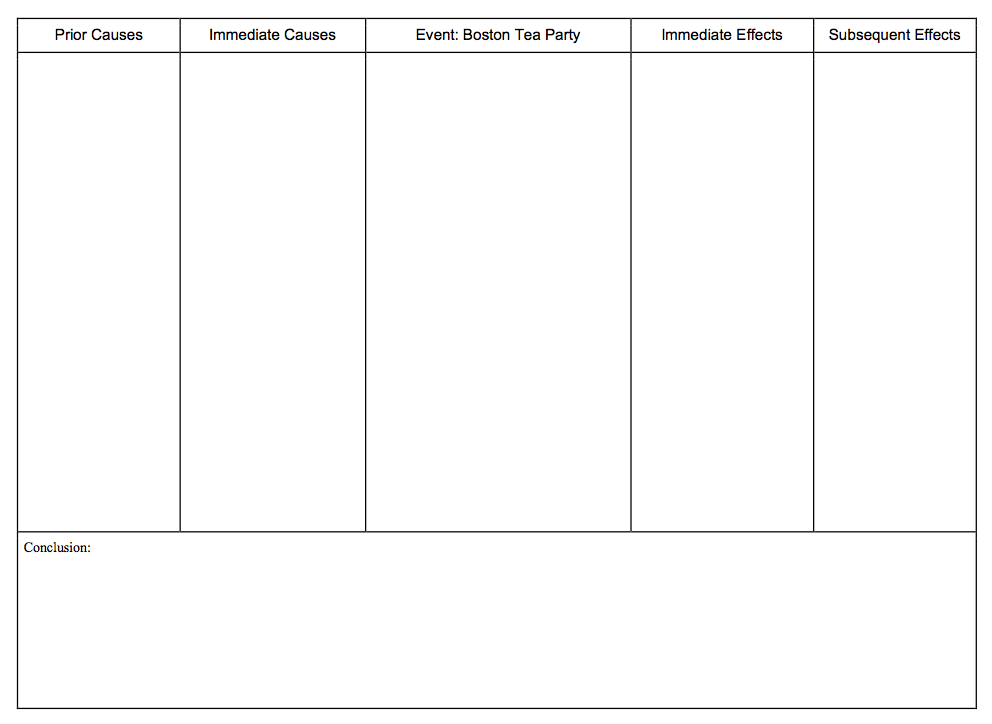 Prior Causes
Immediate Causes
Event: Boston Tea Party
Immediate Effects
Subsequent Effects
Conclusion: